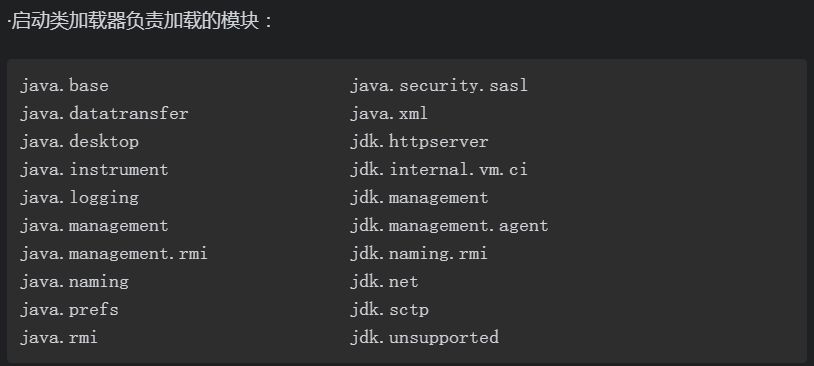 ·启动类加载器负责加载的模块：
java.base java.security.sasl
java.datatransfer java.xml
java.desktop jdk.httpserver
java.instrument jdk.internal.vm.ci
java.logging jdk.management
java.management jdk.management.agent
java.management.rmi jdk.naming.rmi
java.naming jdk.net
java.prefs jdk.sctp
java.rmi jdk.unsupported